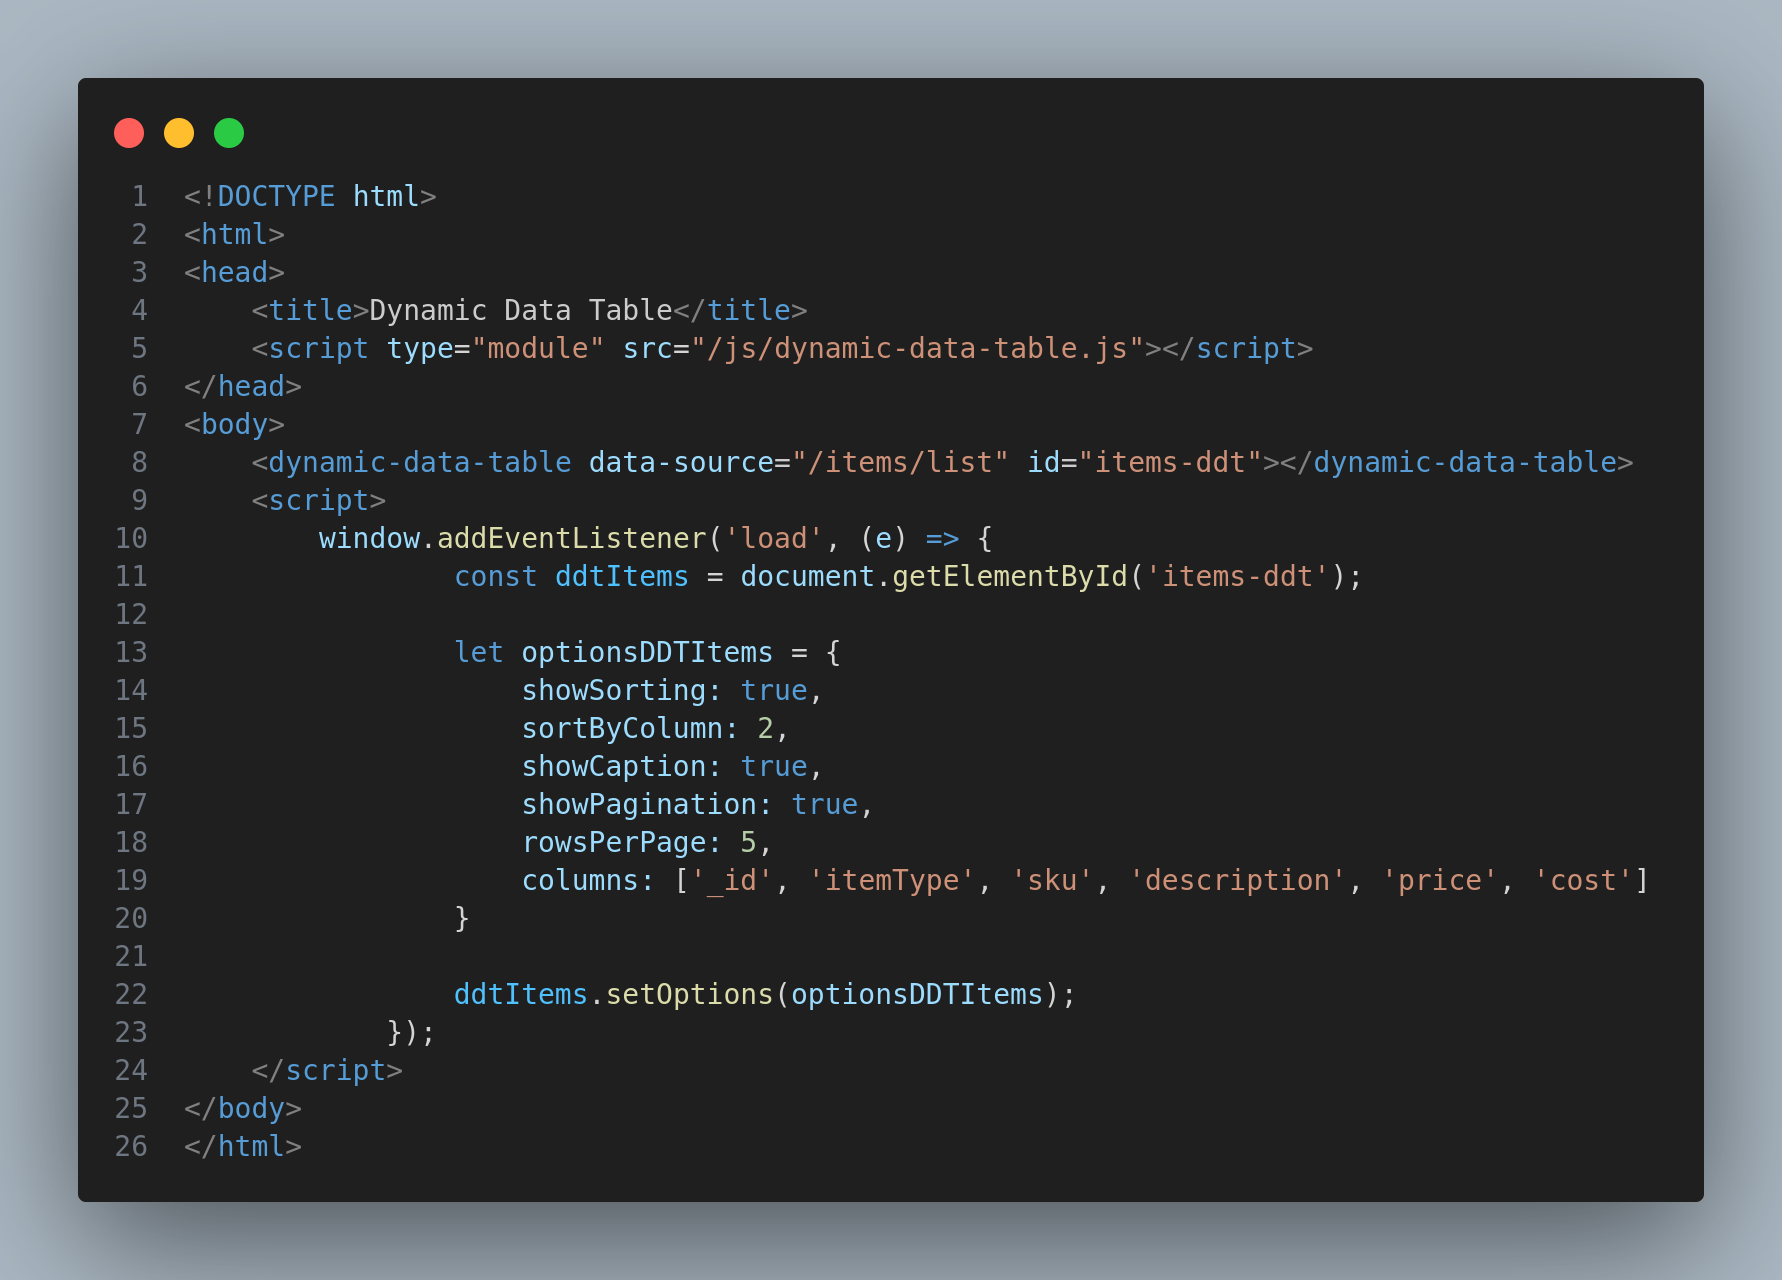 1 <!DOCTYPE html>
2 <html>
3 <head>
4     <title>Dynamic Data Table</title>
5     <script type="module" src="/js/dynamic-data-table.js"></script>
6 </head>
7 <body>
8     <dynamic-data-table data-source="/items/list" id="items-ddt"></dynamic-data-table>
9     <script>
10         window.addEventListener('load', (e) => {
11                 const ddtItems = document.getElementById('items-ddt');
12
13                 let optionsDDTItems = {
14                     showSorting: true,
15                     sortByColumn: 2,
16                     showCaption: true,
17                     showPagination: true,
18                     rowsPerPage: 5,
19                     columns: ['_id', 'itemType', 'sku', 'description', 'price', 'cost']
20                 }
21
22                 ddtItems.setOptions(optionsDDTItems);
23             });
24     </script>
25 </body>
26 </html>